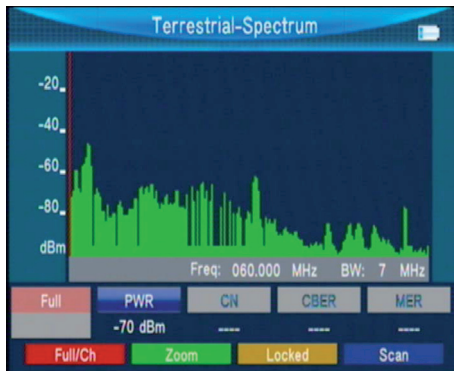 Terrestrial-Spectrum
-20
-40
-60
-80
dBm
Freq: 060.000 MHz BW: 7 MHz
Full PWR CN CBER MER
-70 dBm ---- ---- ----
Full/Ch Zoom Locked Scan